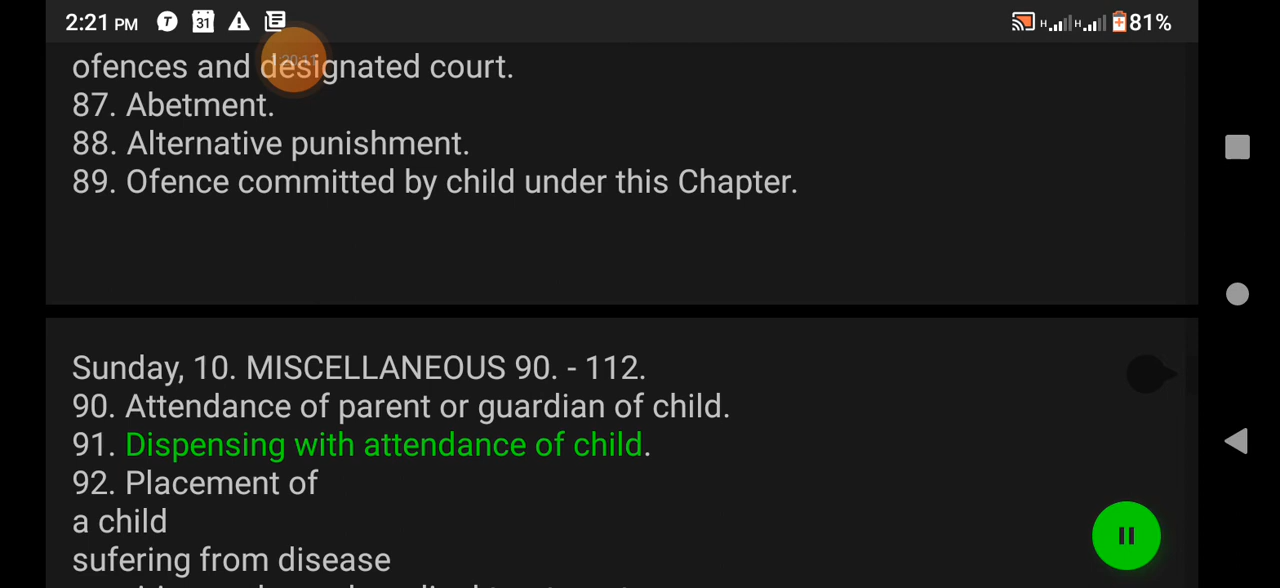 2:21 PM T 31 H H 81%
ofences and designated court.
87. Abetment.
88. Alternative punishment.
89. Ofence committed by child under this Chapter.
Sunday, 10. MISCELLANEOUS 90. - 112.
90. Attendance of parent or guardian of child.
91. Dispensing with attendance of child.
92. Placement of
a child
sufering from disease